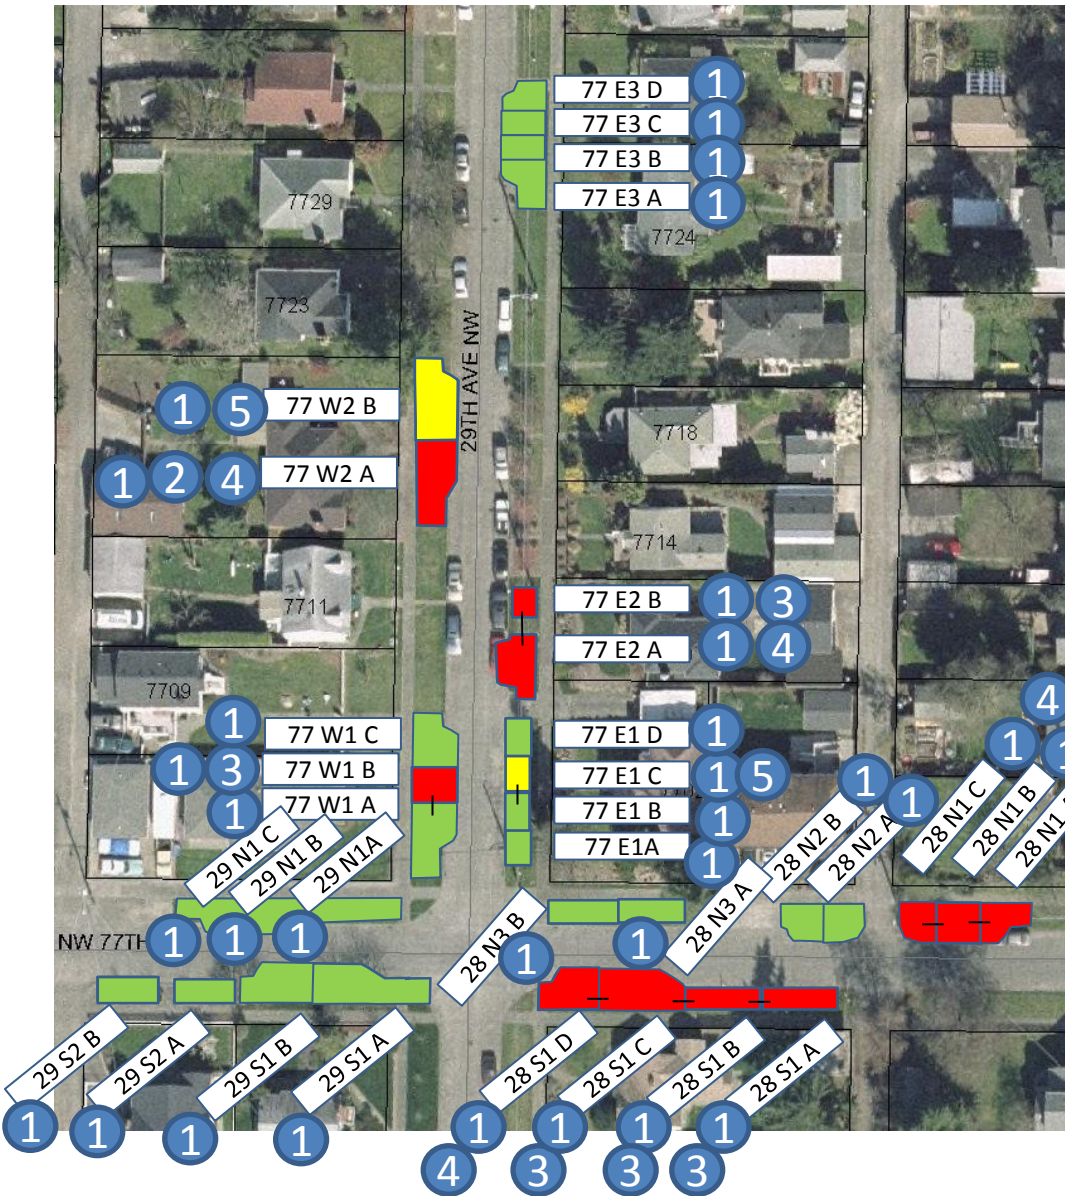 77 E3 D 1
77 E3 C 1
77 E3 B 1
77 E3 A 1
7729
7724
7723
29TH AVE NW
1 5 77 W2 B
7718
1 2 4 77 W2 A
7714
7711
77 E2 B 1 3
77 E2 A 1 4
7709
4
1 77 W1 C
77 E1 D 1
1
1 3 77 W1 B
77 E1 C 1 5
1
1 77 W1 A
77 E1 B 1
1
77 E1A 1
29 N1 C
29 N1 B
29 N1A
28 N2 B
28 N2 A
28 N1 C
28 N1 B
28 N1
28 N3 B
28 N3 A
NW 77TH
1 1 1
1 1
29 S2 B
29 S2 A
29 S1 B
29 S1 A
28 S1 D
28 S1 C
28 S1 B
28 S1 A
1 1 1 1 1 1 1 1
4 3 3 3